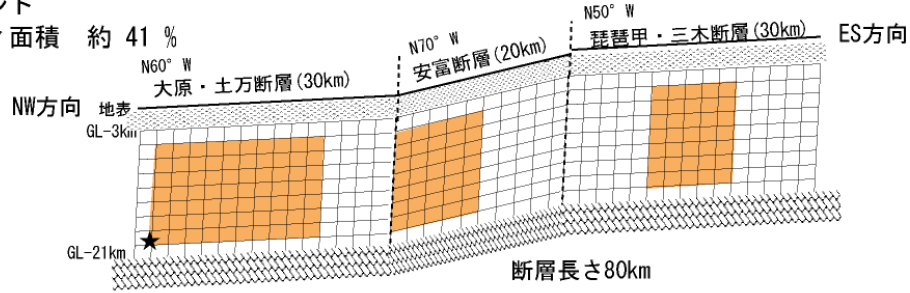 ント
面積 約 41 %
N60° W
大原・土万断層(30km)
N70° W
安富断層(20km)
N50° W
琵琶甲・三木断層(30km)
ES方向
NW方向
地表
GL-3km
GL-21km
断層長さ80km